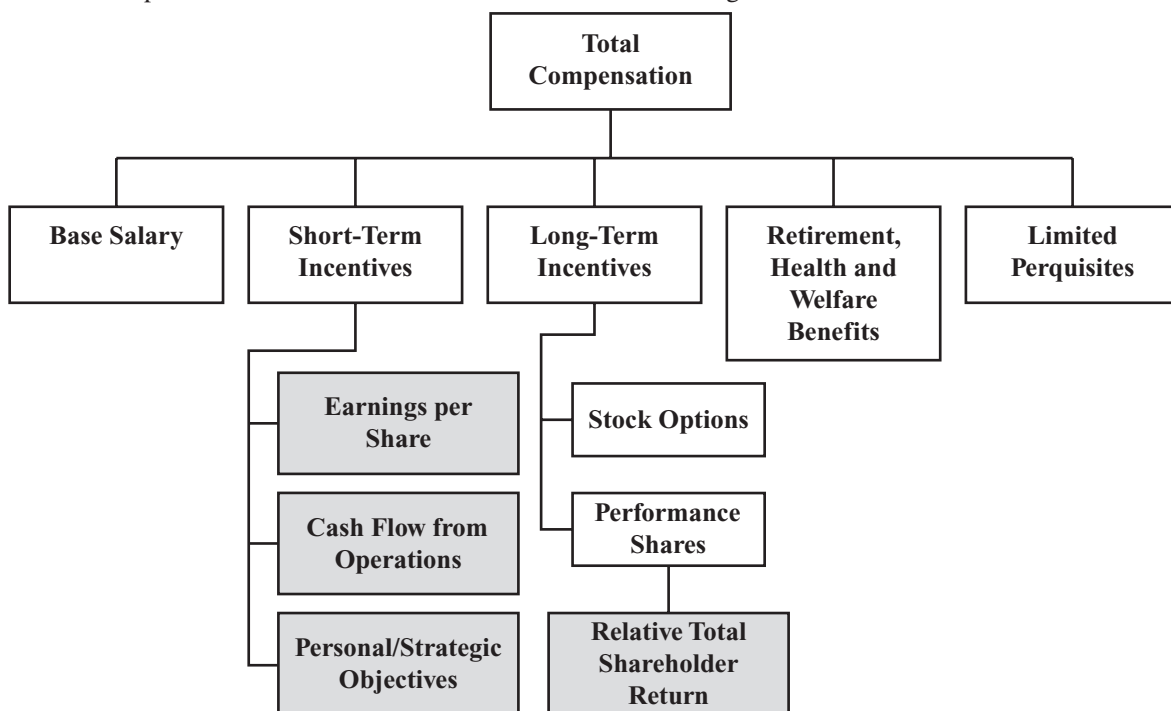 Total
Compensation
Base Salary
Short-Term
Incentives
Long-Term
Incentives
Retirement,
Health and
Welfare
Benefits
Limited
Perquisites
Earnings per
Share
Cash Flow from
Operations
Personal/Strategic
Objectives
Stock Options
Performance
Shares
Relative Total
Shareholder
Return